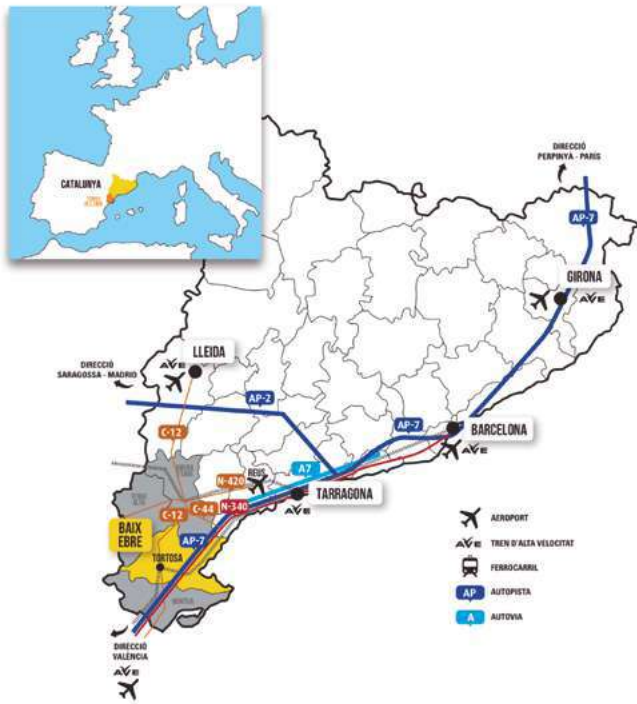 CATALUNYA
DIRECCIÓ
PERPINYÀ - PARÍS
AP-7
GIRONA
AVE
AVE
LLEIDA
DIRECCIÓ
SARAGOSSA - MADRID
AP-2
AP-7
BARCELONA
AVE
C-12
A7
REUS
N-420
TARRAGONA
AVE
C-12
C-44
N-340
BAIX
EBRE
AP-7
TORTOSA
DIRECCIÓ
VALÈNCIA
AVE
AEROPORT
AVE TREN D'ALTA VELOCITAT
FERROCARRIL
AP AUTOPISTA
A AUTOVIA